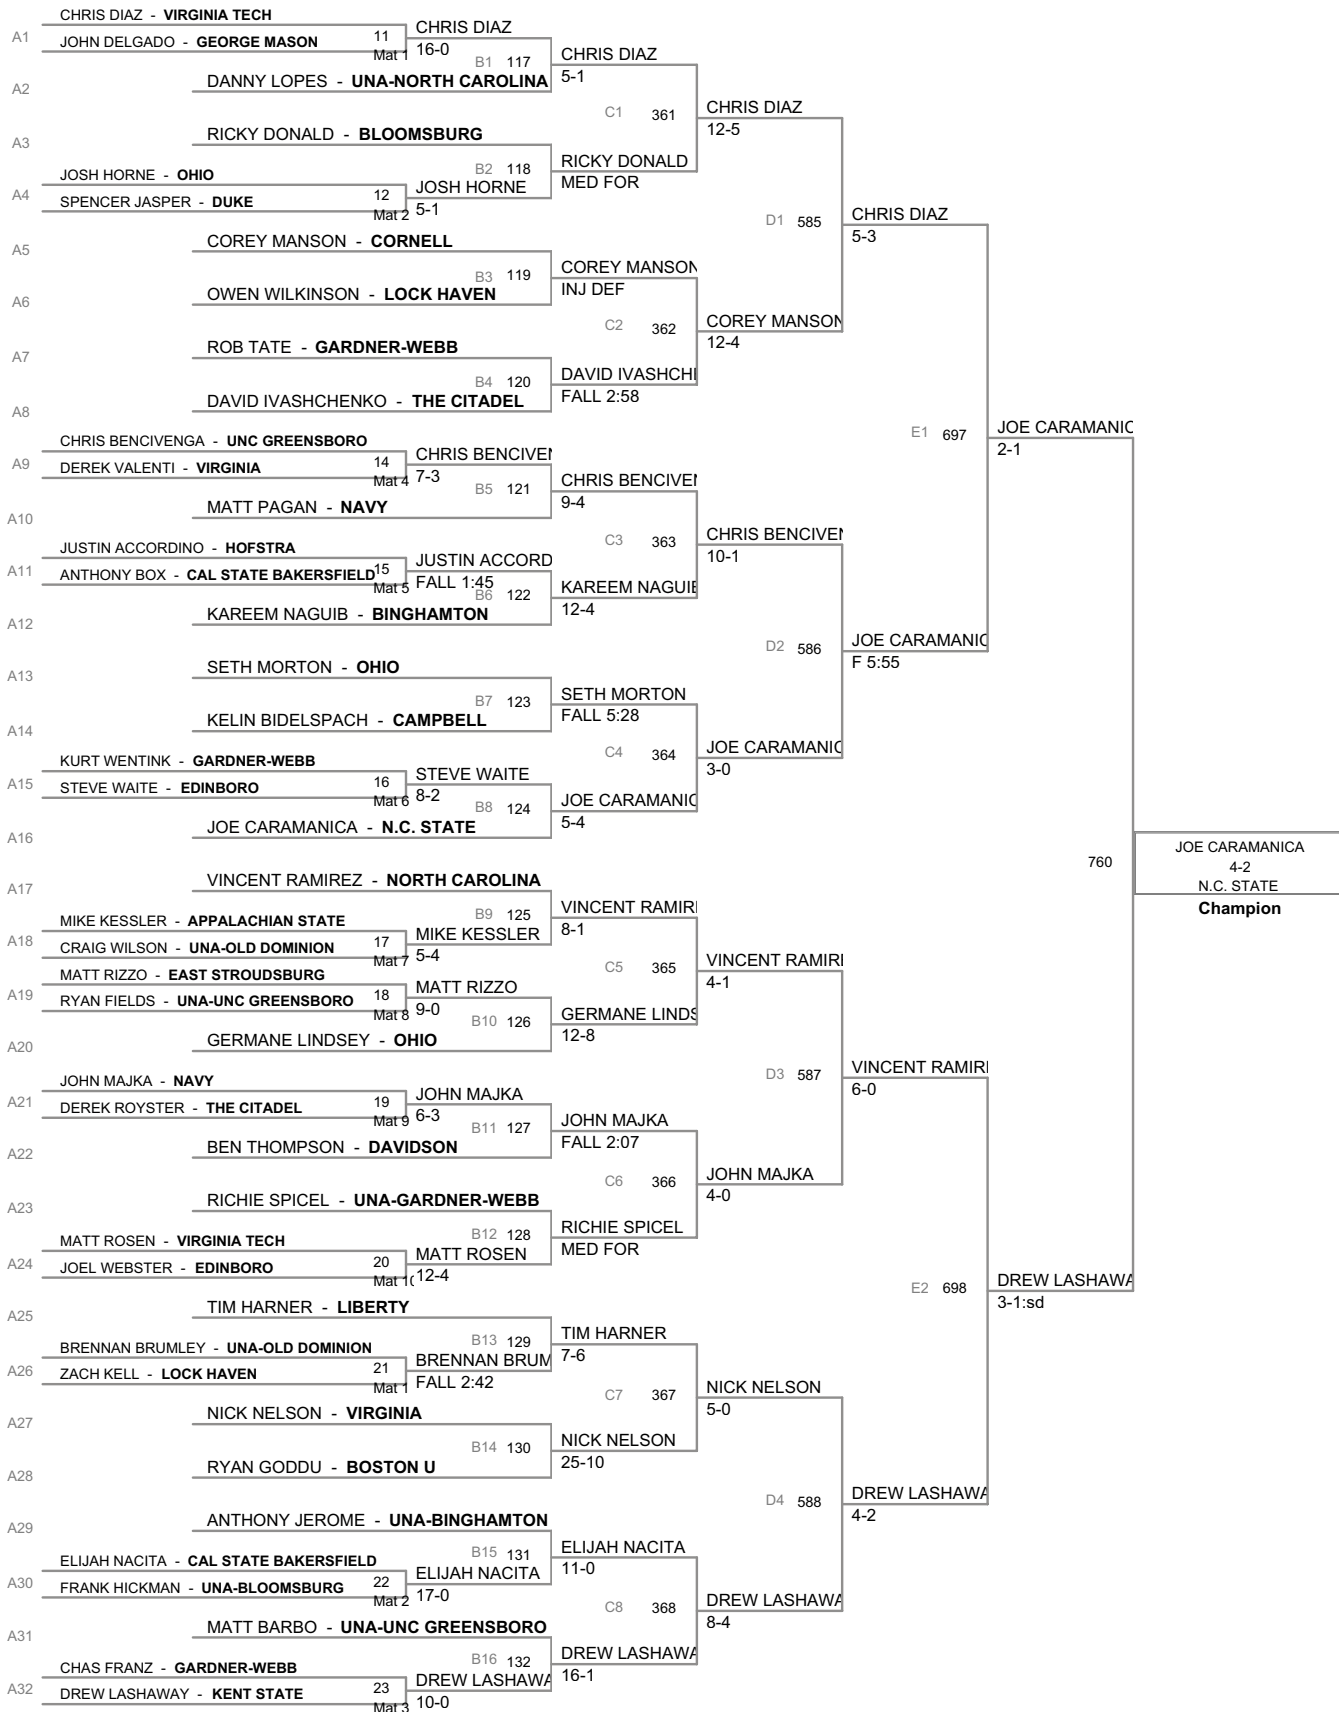 CHRIS DIAZ - VIRGINIA TECH
A1
JOHN DELGADO - GEORGE MASON
11
Mat 1
CHRIS DIAZ
16-0
B1 117
A2
DANNY LOPES - UNA-NORTH CAROLINA
CHRIS DIAZ
5-1
C1 361
CHRIS DIAZ
12-5
A3
RICKY DONALD - BLOOMSBURG
B2 118
RICKY DONALD
MED FOR
JOSH HORNE - OHIO
A4
SPENCER JASPER - DUKE
12
Mat 2
JOSH HORNE
5-1
D1 585
CHRIS DIAZ
5-3
A5
COREY MANSON - CORNELL
B3 119
COREY MANSON
INJ DEF
A6
OWEN WILKINSON - LOCK HAVEN
C2 362
COREY MANSON
12-4
A7
ROB TATE - GARDNER-WEBB
B4 120
DAVID IVASHCH
FALL 2:58
A8
DAVID IVASHCHENKO - THE CITADEL
E1 697
JOE CARAMANIC
2-1
CHRIS BENCIVENGA - UNC GREENSBORO
A9
DEREK VALENTI - VIRGINIA
14
Mat 4
CHRIS BENCIVEN
7-3
B5 121
CHRIS BENCIVEN
9-4
A10
MATT PAGAN - NAVY
C3 363
CHRIS BENCIVEN
10-1
JUSTIN ACCORDINO - HOFSTRA
A11
ANTHONY BOX - CAL STATE BAKERSFIELD
15
Mat 5
JUSTIN ACCORD
FALL 1:45
B6 122
KAREEM NAGUIB
12-4
A12
KAREEM NAGUIB - BINGHAMTON
D2 586
JOE CARAMANIC
F 5:55
A13
SETH MORTON - OHIO
B7 123
SETH MORTON
FALL 5:28
A14
KELIN BIDELSPACH - CAMPBELL
C4 364
JOE CARAMANIC
3-0
KURT WENTINK - GARDNER-WEBB
A15
STEVE WAITE - EDINBORO
16
Mat 6
STEVE WAITE
8-2
B8 124
JOE CARAMANIC
5-4
A16
JOE CARAMANICA - N.C. STATE
760
JOE CARAMANICA
4-2
N.C. STATE
Champion
A17
VINCENT RAMIREZ - NORTH CAROLINA
B9 125
VINCENT RAMIR
8-1
MIKE KESSLER - APPALACHIAN STATE
A18
CRAIG WILSON - UNA-OLD DOMINION
17
Mat 7
MIKE KESSLER
5-4
C5 365
VINCENT RAMIR
4-1
MATT RIZZO - EAST STROUDSBURG
A19
RYAN FIELDS - UNA-UNC GREENSBORO
18
Mat 8
MATT RIZZO
9-0
B10 126
GERMANE LINDS
12-8
A20
GERMANE LINDSEY - OHIO
D3 587
VINCENT RAMIR
6-0
JOHN MAJKA - NAVY
A21
DEREK ROYSTER - THE CITADEL
19
Mat 9
JOHN MAJKA
6-3
B11 127
JOHN MAJKA
FALL 2:07
A22
BEN THOMPSON - DAVIDSON
C6 366
JOHN MAJKA
4-0
A23
RICHIE SPICEL - UNA-GARDNER-WEBB
B12 128
RICHIE SPICEL
MED FOR
MATT ROSEN - VIRGINIA TECH
A24
JOEL WEBSTER - EDINBORO
20
Mat 10
MATT ROSEN
12-4
E2 698
DREW LASHAWA
3-1:sd
A25
TIM HARNER - LIBERTY
B13 129
TIM HARNER
7-6
BRENNAN BRUMLEY - UNA-OLD DOMINION
A26
ZACH KELL - LOCK HAVEN
21
Mat 1
BRENNAN BRUM
FALL 2:42
C7 367
NICK NELSON
5-0
A27
NICK NELSON - VIRGINIA
B14 130
NICK NELSON
25-10
A28
RYAN GODDU - BOSTON U
D4 588
DREW LASHAWA
4-2
A29
ANTHONY JEROME - UNA-BINGHAMTON
B15 131
ELIJAH NACITA
11-0
ELIJAH NACITA - CAL STATE BAKERSFIELD
A30
FRANK HICKMAN - UNA-BLOOMSBURG
22
Mat 2
ELIJAH NACITA
17-0
C8 368
DREW LASHAWA
8-4
A31
MATT BARBO - UNA-UNC GREENSBORO
B16 132
DREW LASHAWA
16-1
CHAS FRANZ - GARDNER-WEBB
A32
DREW LASHAWAY - KENT STATE
23
Mat 3
DREW LASHAWA
10-0